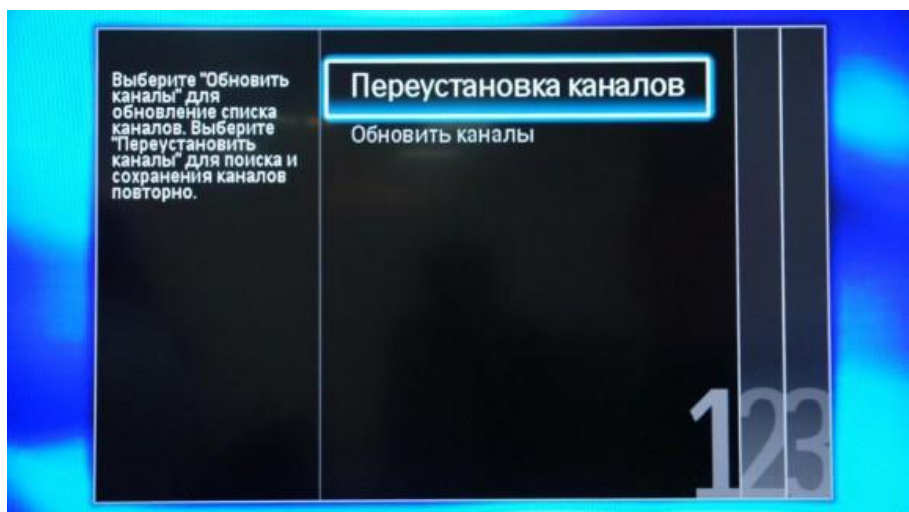 Выберите "Обновить
каналы" для
обновление списка
каналов. Выберите
"Переустановить
каналы" для поиска и
сохранения каналов
повторно.
Переустановка каналов
Обновить каналы
123